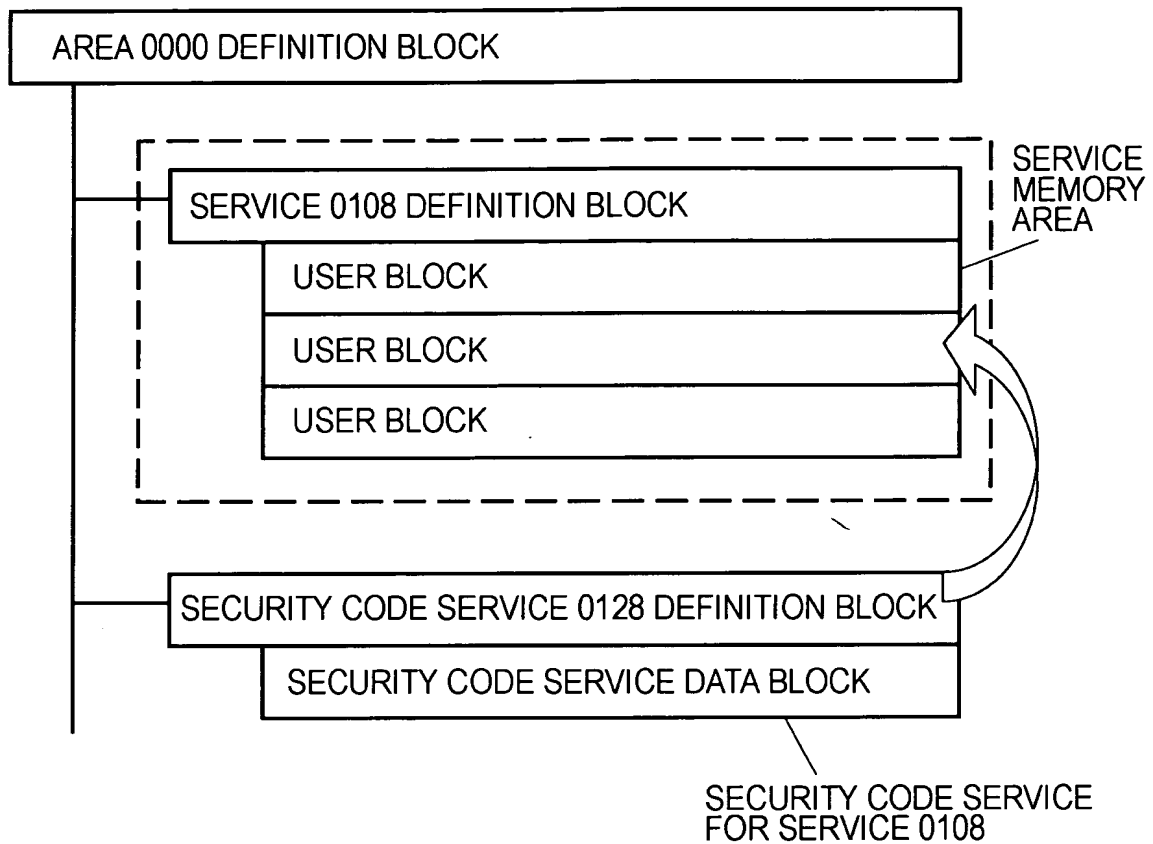 AREA 0000 DEFINITION BLOCK
SERVICE
MEMORY
AREA
SERVICE 0108 DEFINITION BLOCK
USER BLOCK
USER BLOCK
USER BLOCK
SECURITY CODE SERVICE 0128 DEFINITION BLOCK
SECURITY CODE SERVICE DATA BLOCK
SECURITY CODE SERVICE
FOR SERVICE 0108